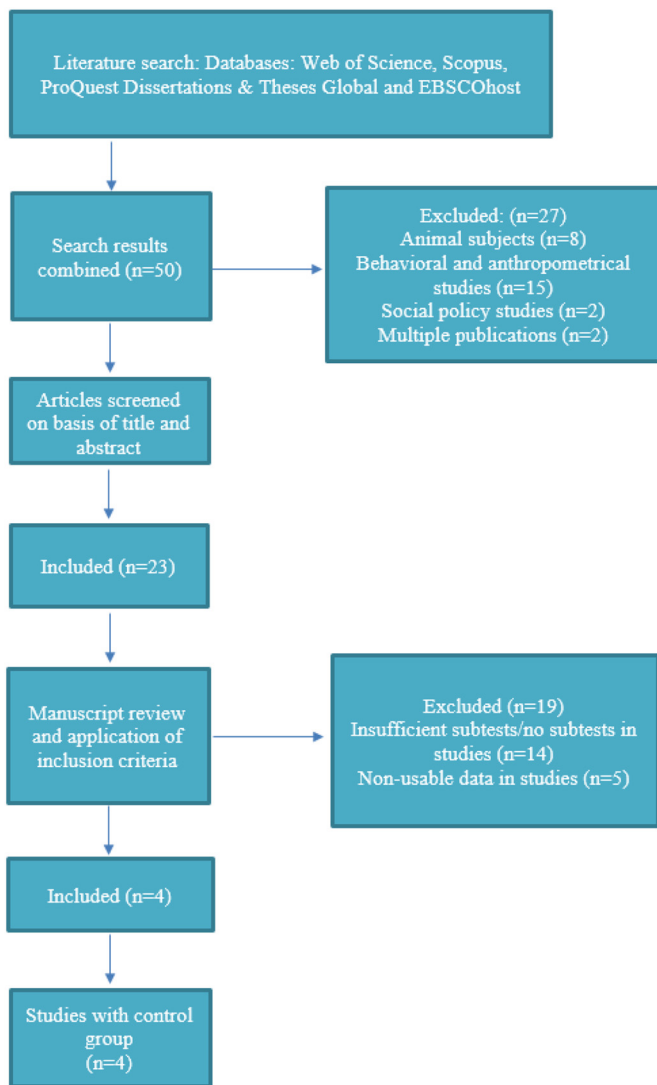 Literature search: Databases: Web of Science, Scopus,
ProQuest Dissertations & Theses Global and EBSCOhost
Search results
combined (n=50)
Excluded: (n=27)
Animal subjects (n=8)
Behavioral and anthropometrical
studies (n=15)
Social policy studies (n=2)
Multiple publications (n=2)
Articles screened
on basis of title and
abstract
Included (n=23)
Manuscript review
and application of
inclusion criteria
Excluded (n=19)
Insufficient subtests/no subtests in
studies (n=14)
Non-usable data in studies (n=5)
Included (n=4)
Studies with control
group
(n=4)